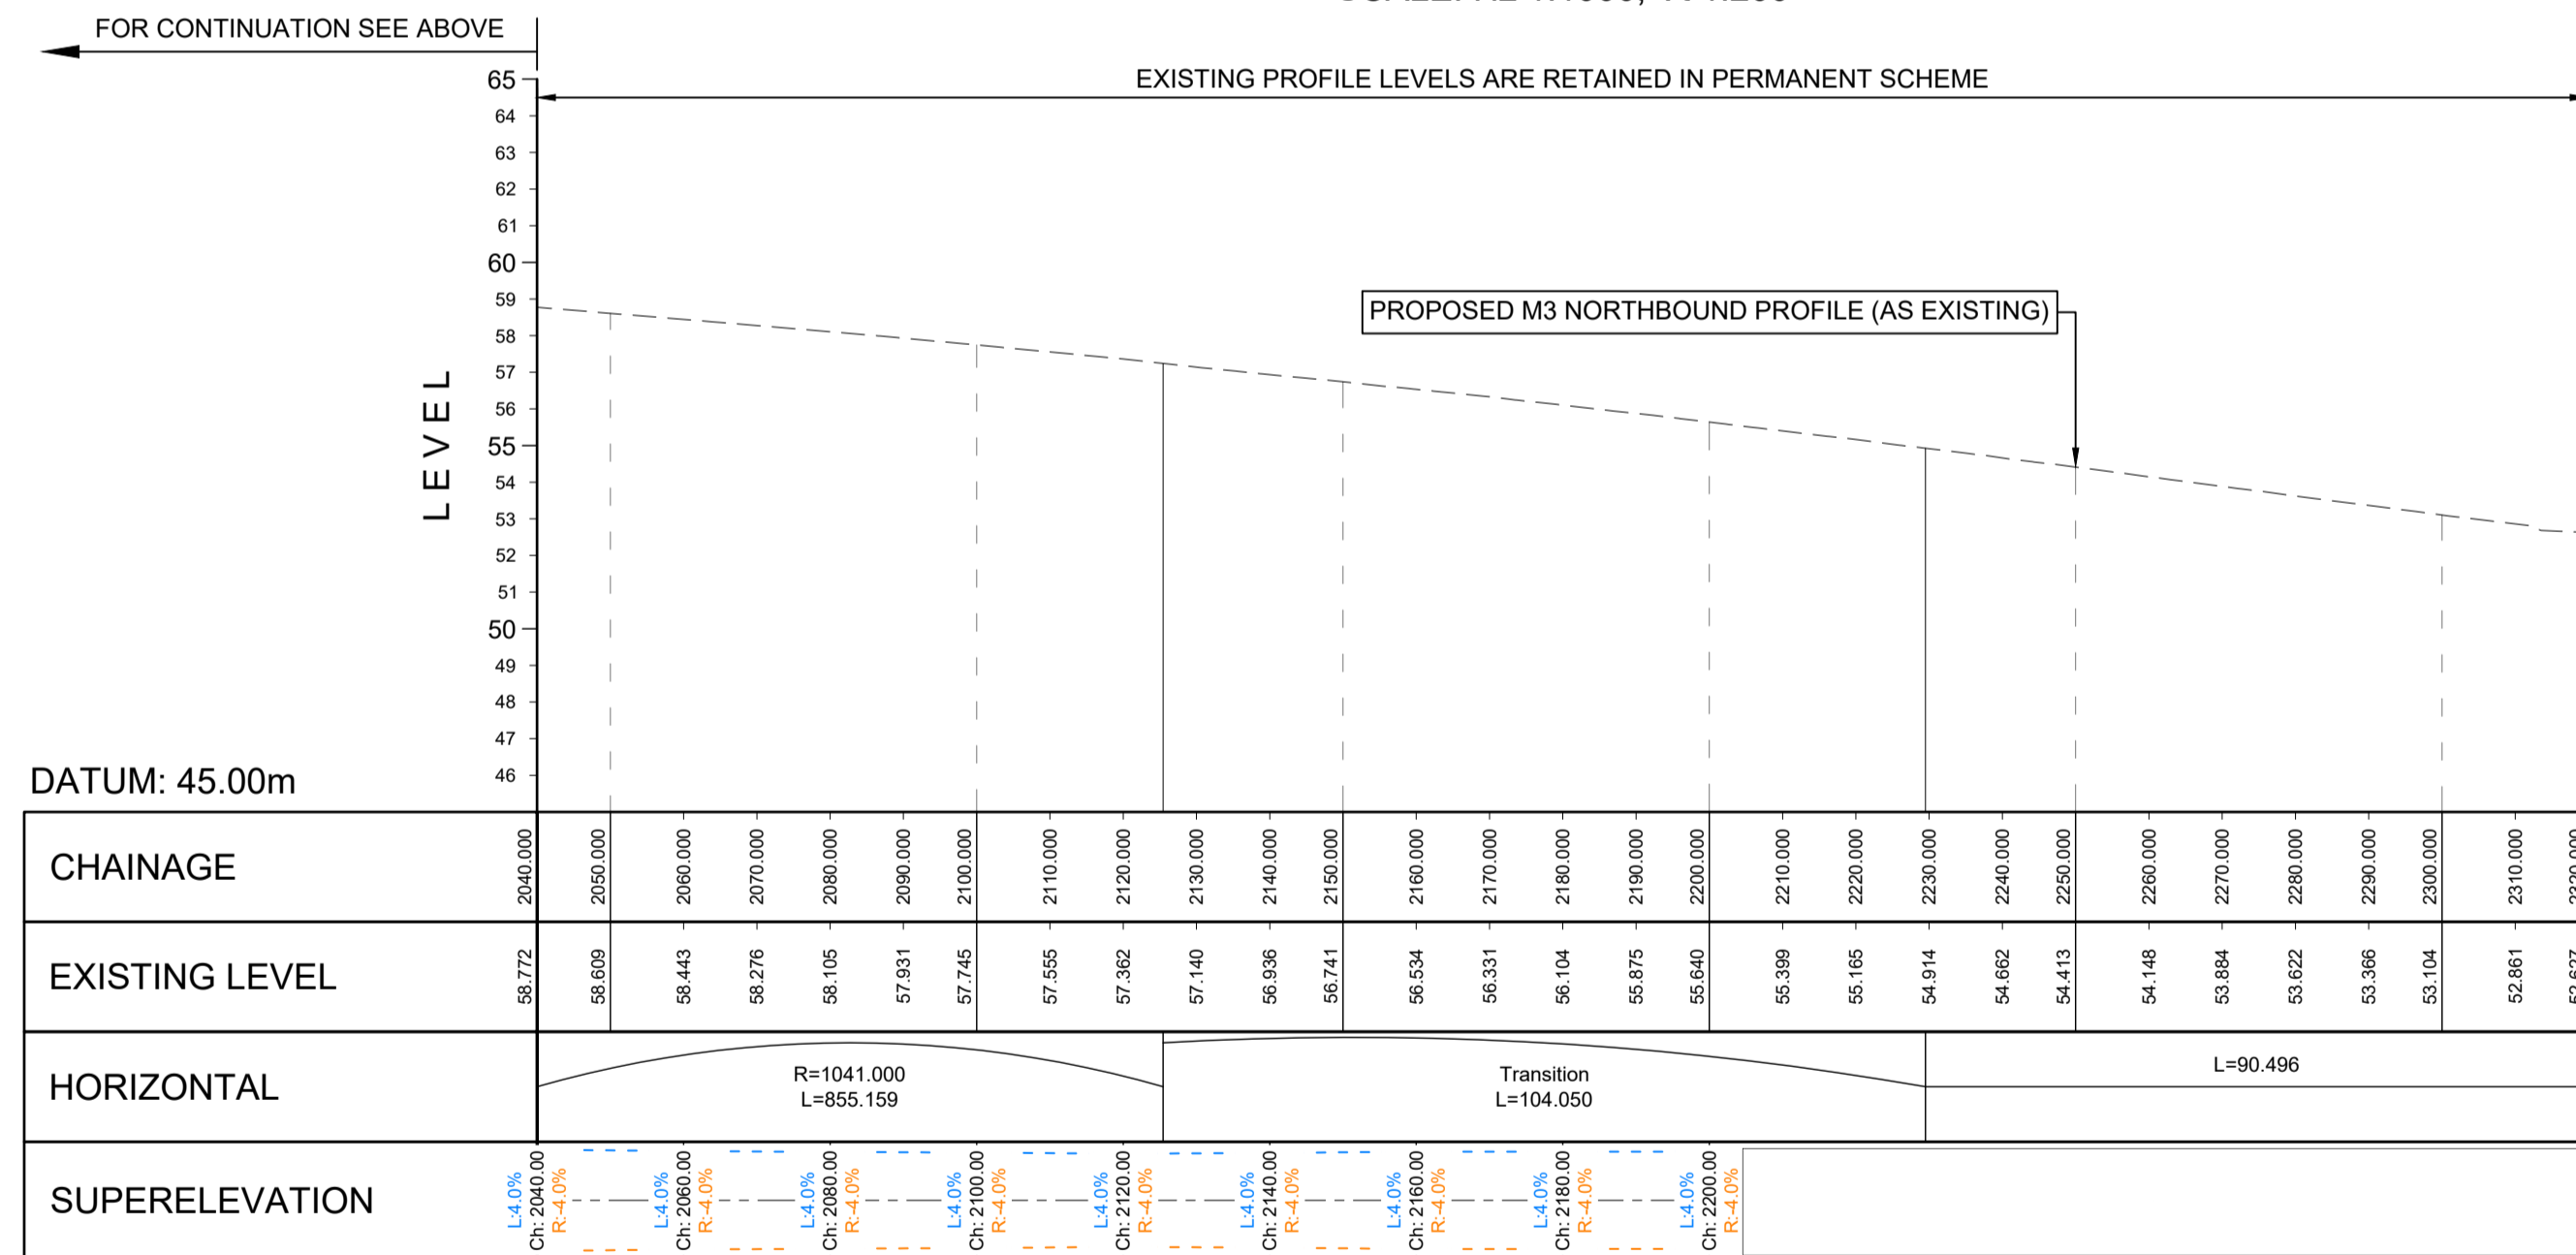 FOR CONTINUATION SEE ABOVE
EXISTING PROFILE LEVELS ARE RETAINED IN PERMANENT SCHEME
65
64
63
62
61
60
59
58
57
56
55
54
53
52
51
50
49
48
47
46
LEVEL
PROPOSED M3 NORTHBOUND PROFILE (AS EXISTING)
DATUM: 45.00m
CHAINAGE
2040.000 2050.000 2060.000 2070.000 2080.000 2090.000 2100.000 2110.000 2120.000 2130.000 2140.000 2150.000 2160.000 2170.000 2180.000 2190.000 2200.000 2210.000 2220.000 2230.000 2240.000 2250.000 2260.000 2270.000 2280.000 2290.000 2300.000 2310.000
EXISTING LEVEL
58.772 58.609 58.443 58.276 58.105 57.931 57.745 57.555 57.362 57.140 56.936 56.741 56.534 56.331 56.104 55.875 55.640 55.399 55.165 54.914 54.662 54.413 54.148 53.884 53.622 53.366 53.104 52.861
HORIZONTAL
R=1041.000
L=855.159
Transition
L=104.050
L=90.496
SUPERELEVATION
L:4.0% Ch: 2040.00 R:-4.0%
L:4.0% Ch: 2060.00 R:-4.0%
L:4.0% Ch: 2080.00 R:-4.0%
L:4.0% Ch: 2100.00 R:-4.0%
L:4.0% Ch: 2120.00 R:-4.0%
L:4.0% Ch: 2140.00 R:-4.0%
L:4.0% Ch: 2160.00 R:-4.0%
L:4.0% Ch: 2180.00 R:-4.0%
L:4.0% Ch: 2200.00 R:-4.0%